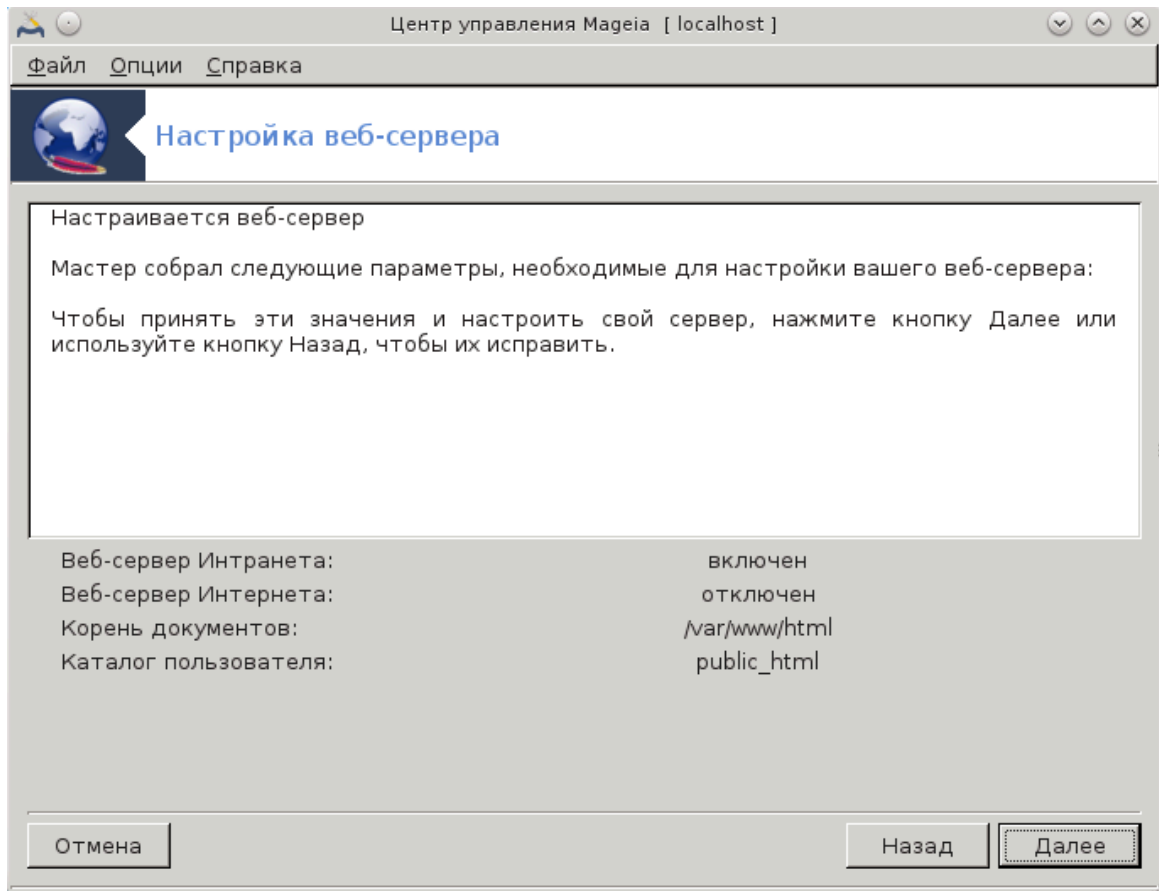 Центр управления Mageia [ localhost ]
Файл Опции Справка
Настройка веб-сервера
Настраивается веб-сервер
Мастер собрал следующие параметры, необходимые для настройки вашего веб-сервера:
Чтобы принять эти значения и настроить свой сервер, нажмите кнопку Далее или
используйте кнопку Назад, чтобы их исправить.
Веб-сервер Интранета: включен
Веб-сервер Интернета: отключен
Корень документов: /var/www/html
Каталог пользователя: public_html
Отмена Назад Далее